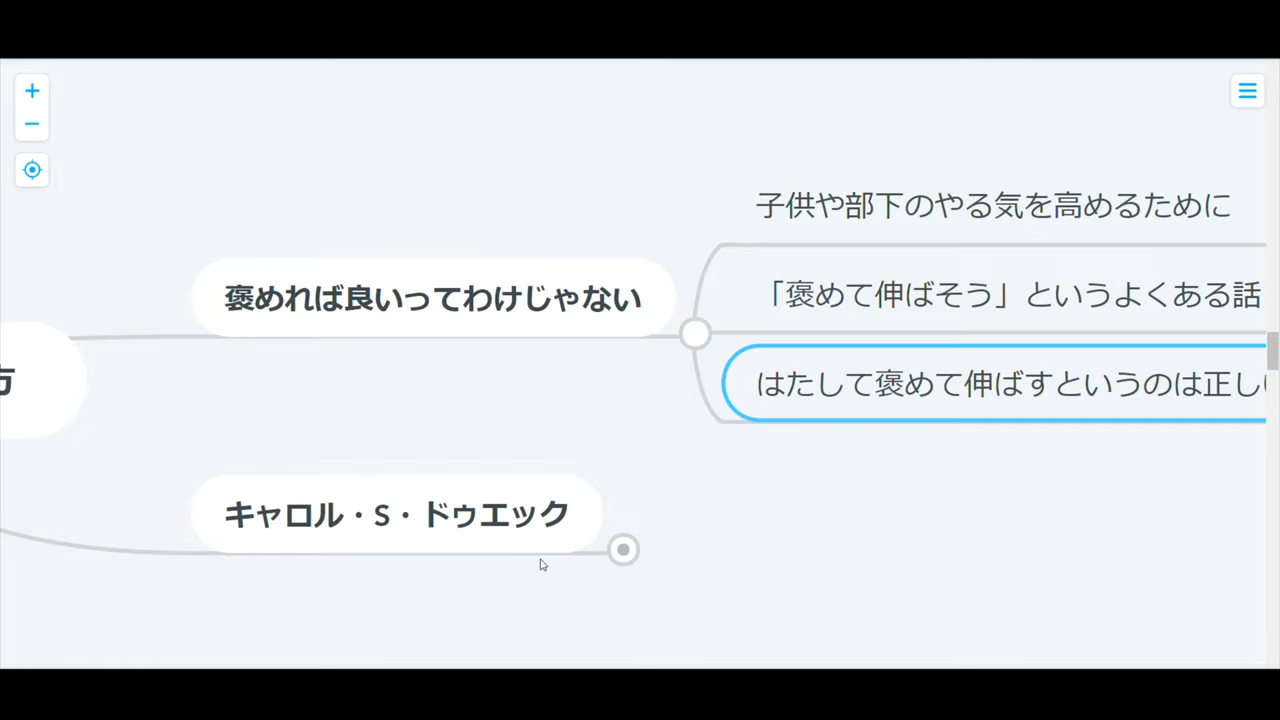 子供や部下のやる気を高めるために
褒めれば良いってわけじゃない
「褒めて伸ばそう」というよくある話
方
はたして褒めて伸ばすというのは正し
キャロル・S・ドゥエック